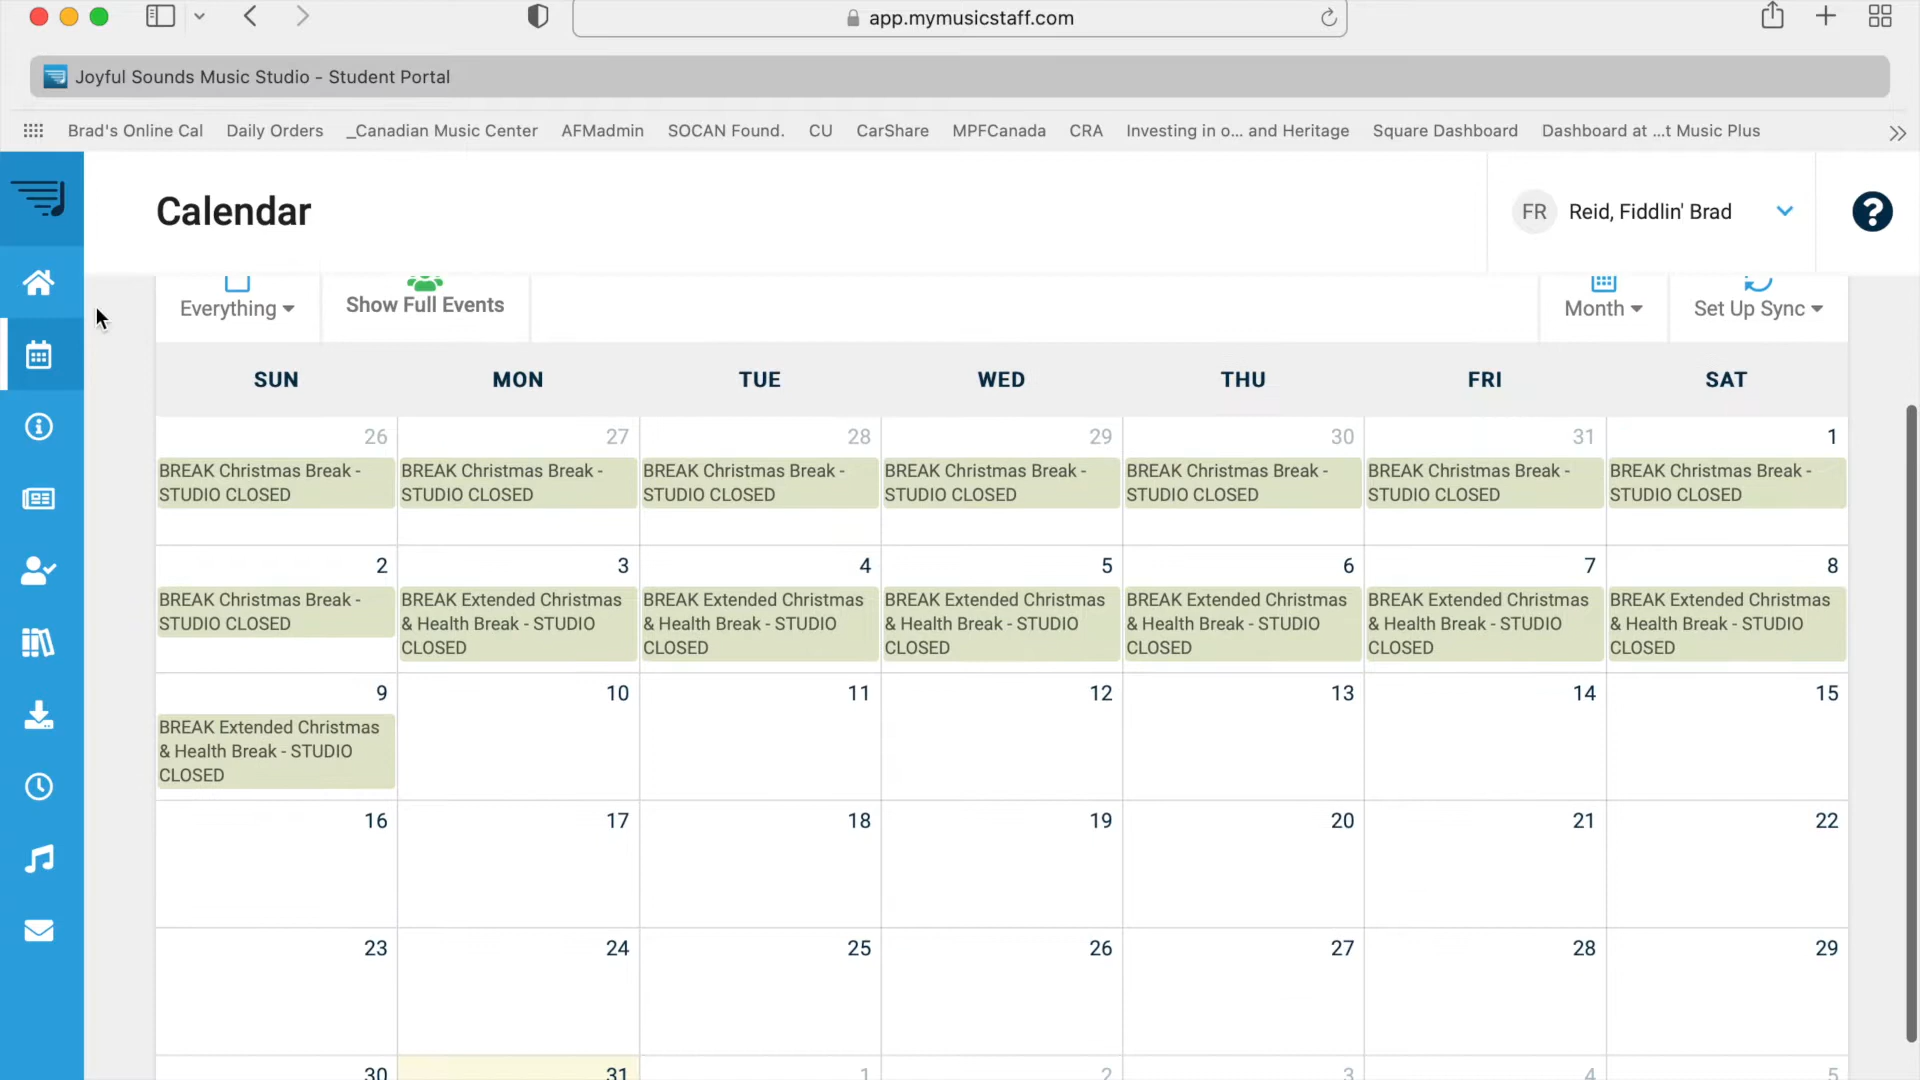 app.mymusicstaff.com
Joyful Sounds Music Studio - Student Portal
Brad's Online Cal Daily Orders _Canadian Music Center AFMadmin SOCAN Found. CU CarShare MPFCanada CRA Investing in o... and Heritage Square Dashboard Dashboard at ...t Music Plus
Calendar
FR Reid, Fiddlin' Brad
?
Everything Show Full Events Month Set Up Sync
SUN MON TUE WED THU FRI SAT
26 27 28 29 30 31 1
BREAK Christmas Break - BREAK Christmas Break - BREAK Christmas Break - BREAK Christmas Break - BREAK Christmas Break - BREAK Christmas Break - BREAK Christmas Break -
STUDIO CLOSED STUDIO CLOSED STUDIO CLOSED STUDIO CLOSED STUDIO CLOSED STUDIO CLOSED STUDIO CLOSED
2 3 4 5 6 7 8
BREAK Christmas Break - BREAK Extended Christmas BREAK Extended Christmas BREAK Extended Christmas BREAK Extended Christmas BREAK Extended Christmas BREAK Extended Christmas
STUDIO CLOSED & Health Break - STUDIO & Health Break - STUDIO & Health Break - STUDIO & Health Break - STUDIO & Health Break - STUDIO & Health Break - STUDIO
CLOSED CLOSED CLOSED CLOSED CLOSED CLOSED
9 10 11 12 13 14 15
BREAK Extended Christmas
& Health Break - STUDIO
CLOSED
16 17 18 19 20 21 22
23 24 25 26 27 28 29
30 31 1 2 3 4 5